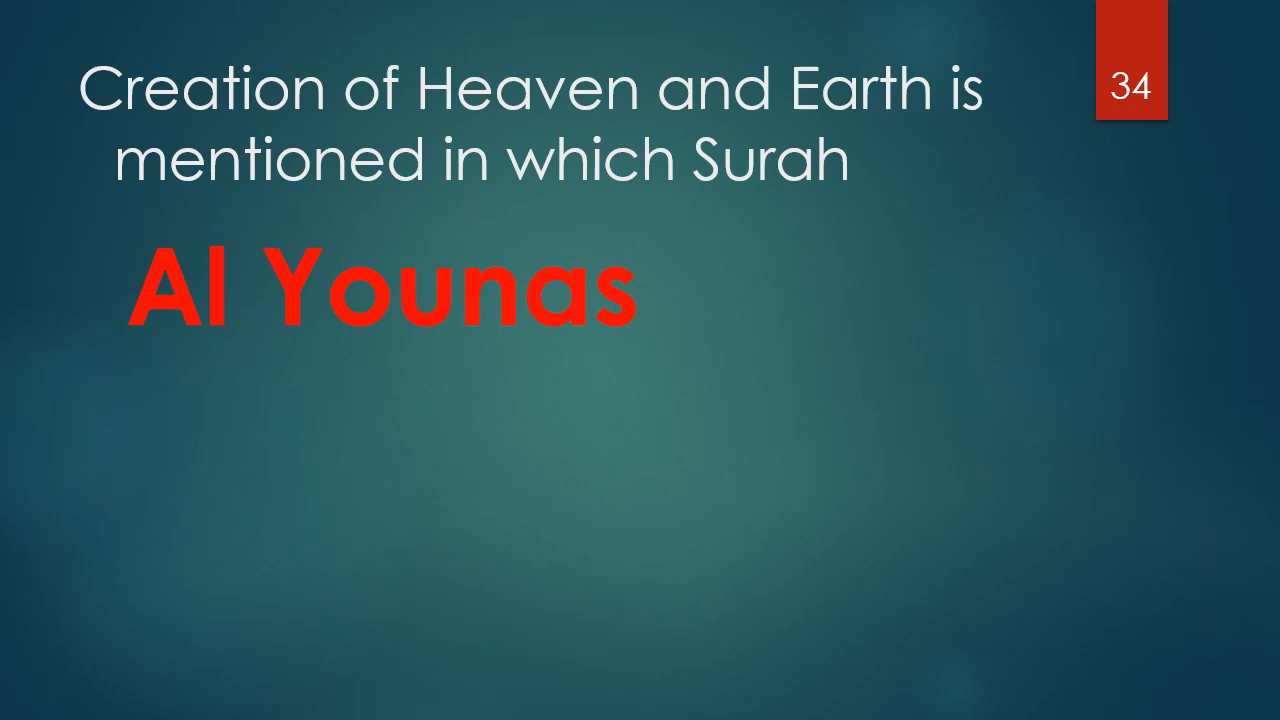 Creation of Heaven and Earth is
mentioned in which Surah
34
Al Younas